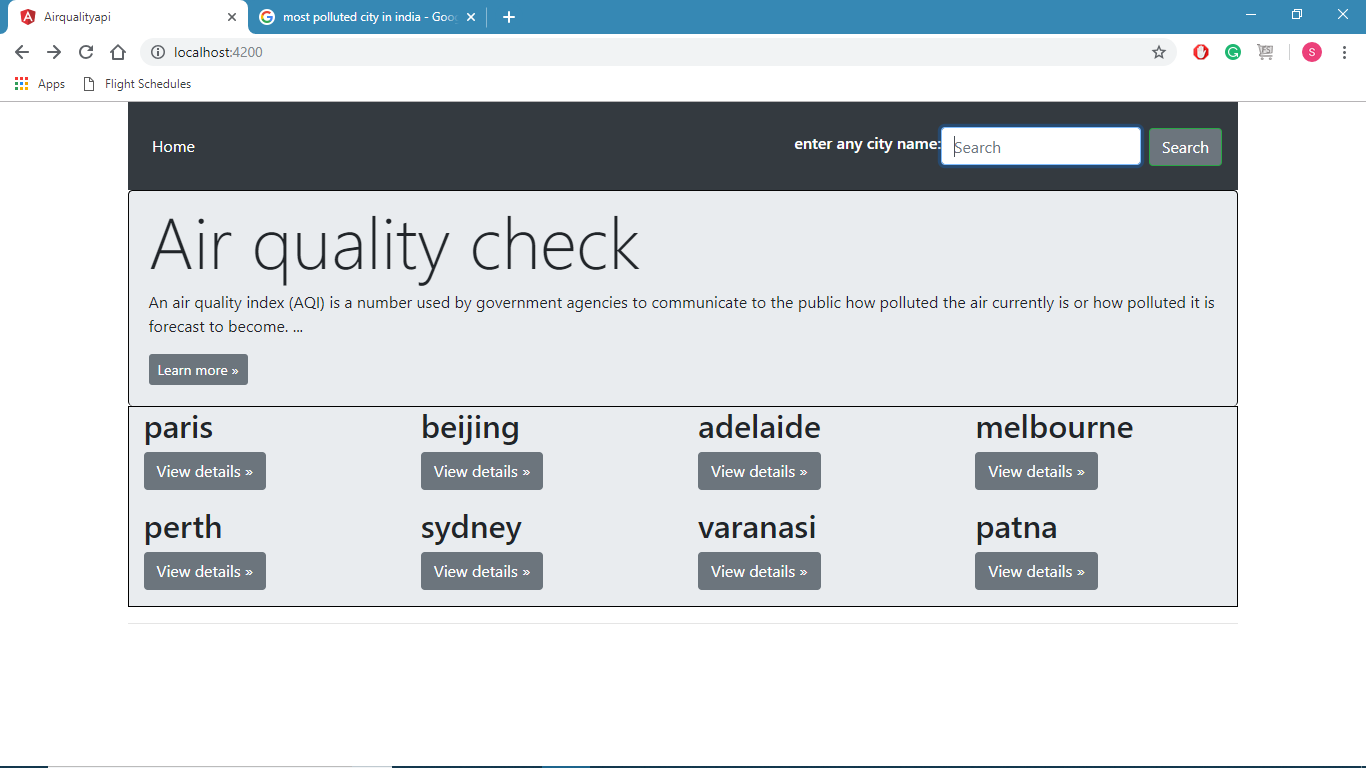 Airqualityapi
most polluted city in india - Goo
localhost:4200
S
Apps
Flight Schedules
Home
enter any city name:
Search
Search
Air quality check
An air quality index (AQI) is a number used by government agencies to communicate to the public how polluted the air currently is or how polluted it is
forecast to become. ...
Learn more »
paris
beijing
adelaide
melbourne
View details »
View details »
View details »
View details »
perth
sydney
varanasi
patna
View details »
View details »
View details »
View details »